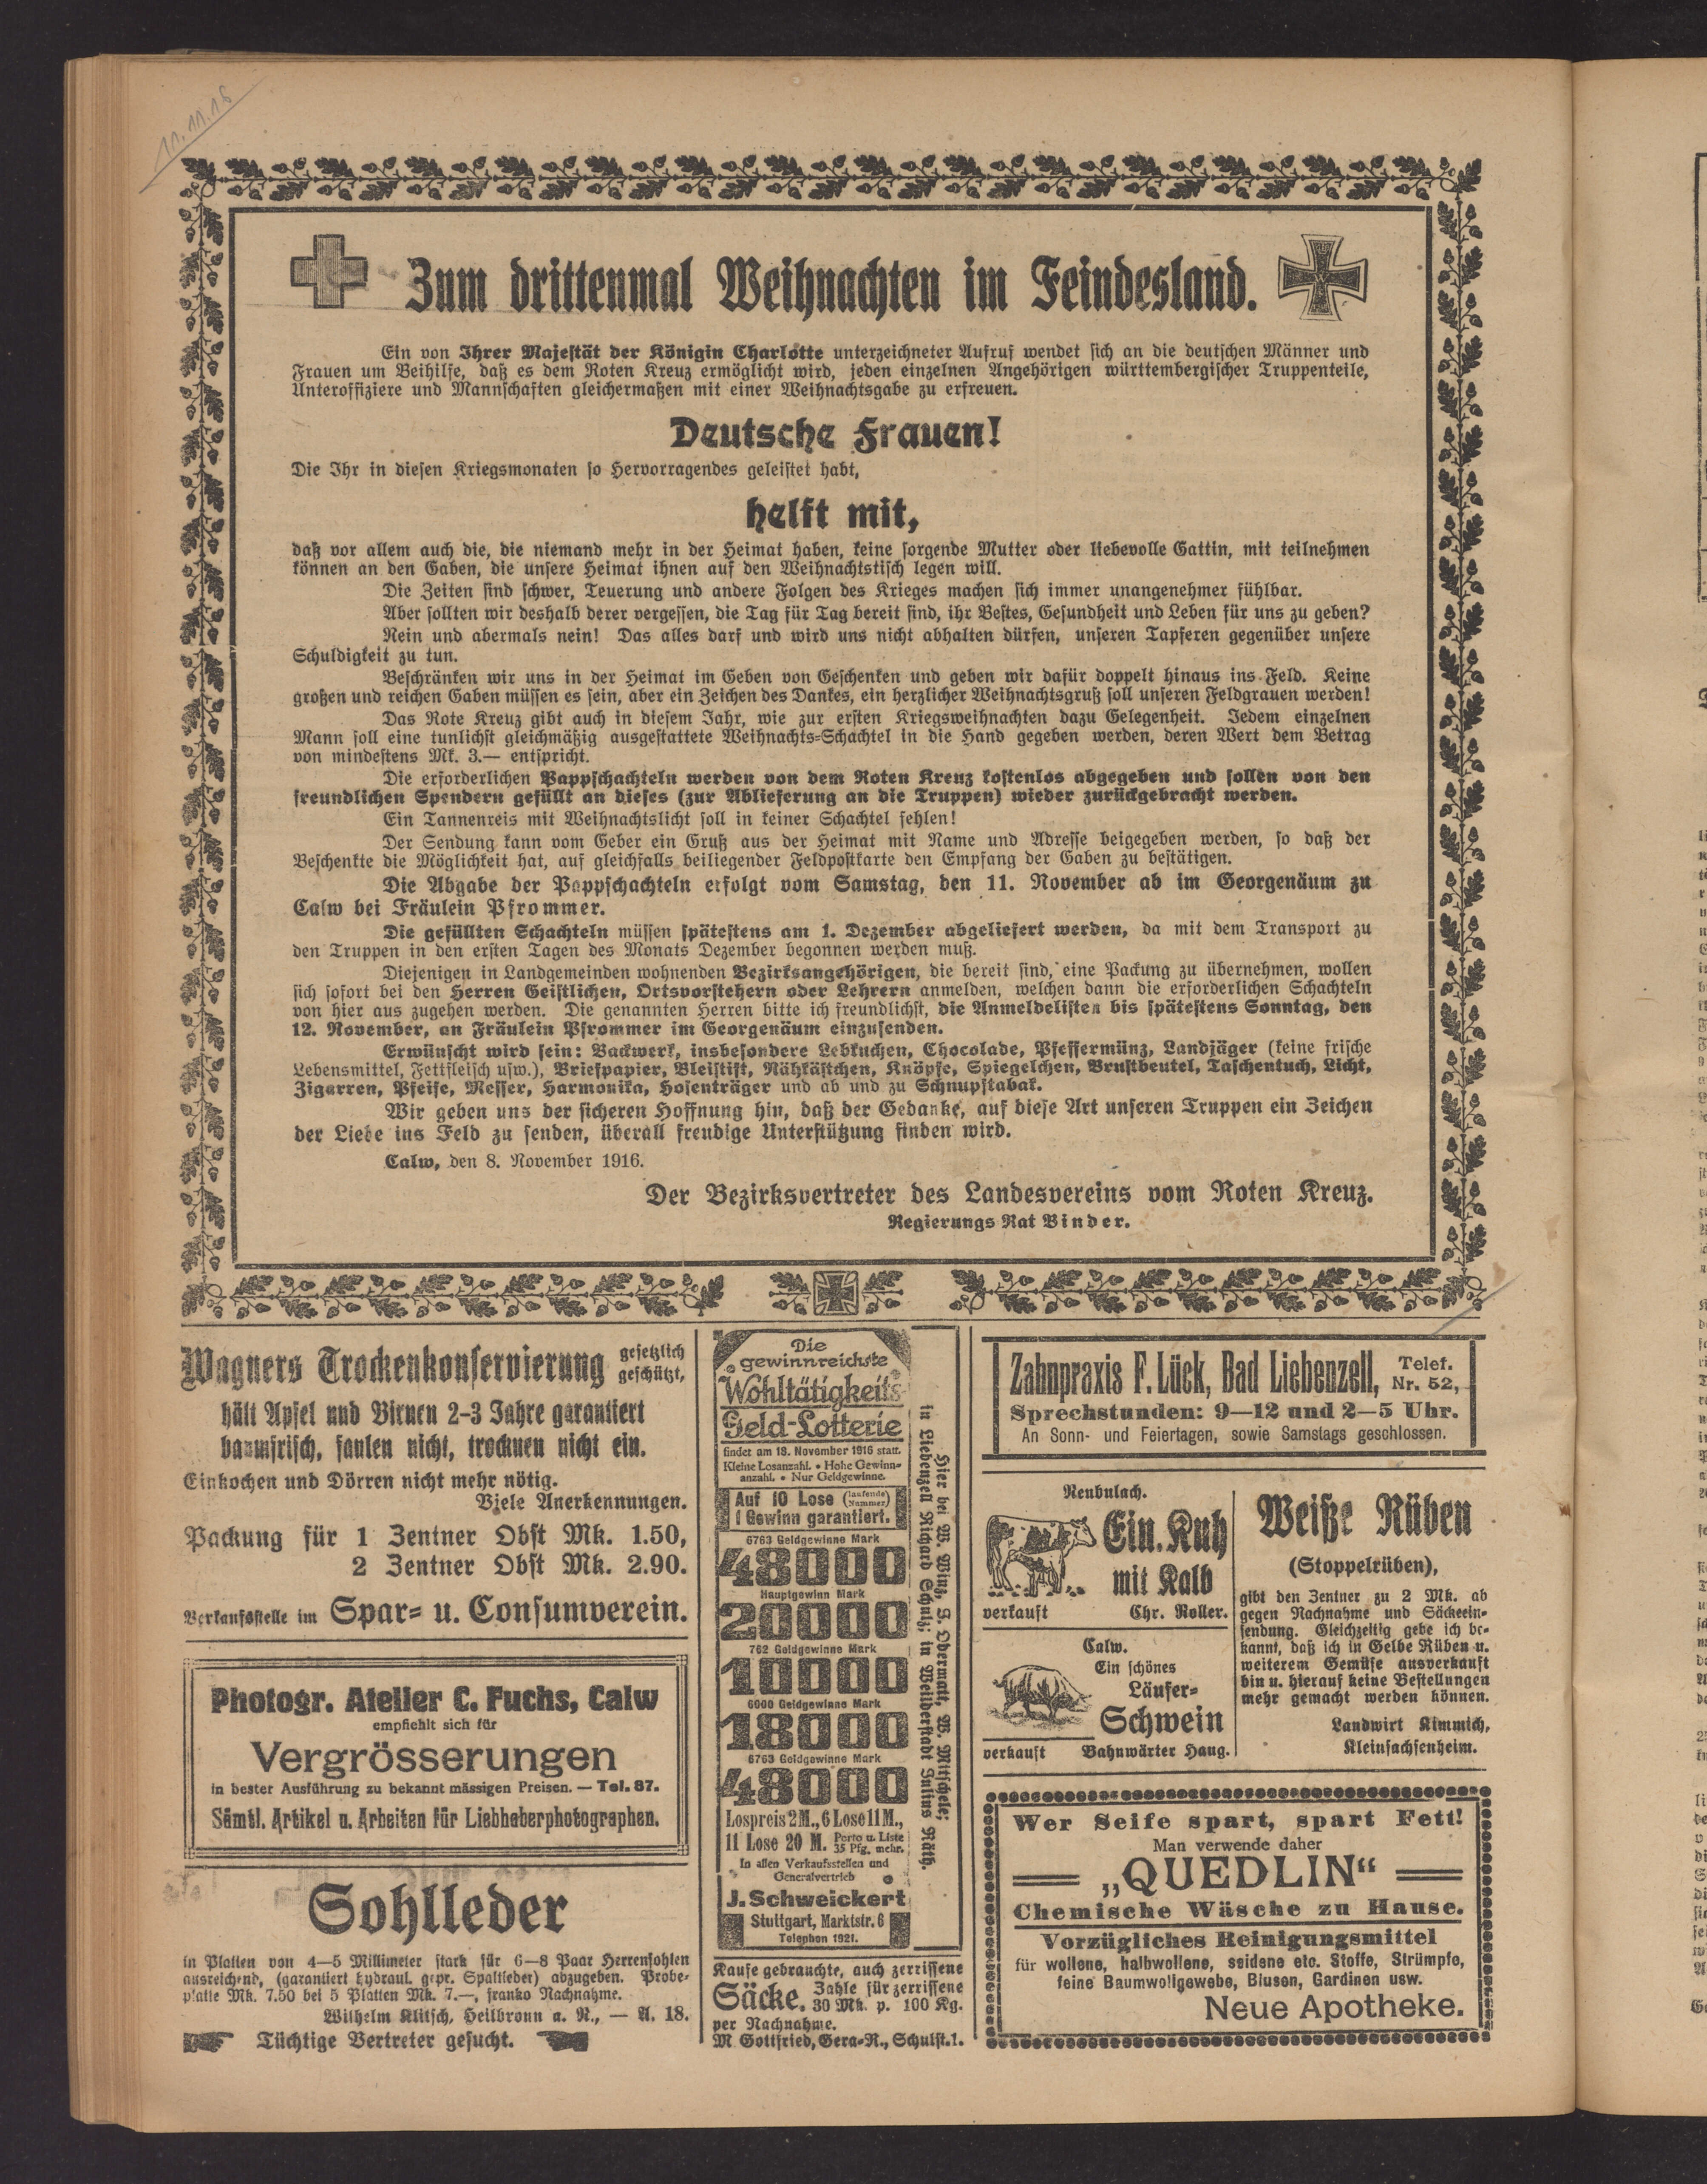 11.11.16
Zum drittenmal Weihnachten im Feindesland.
Ein von Ihrer Majestät der Königin Charlotte unterzeichneter Aufruf wendet sich an die deutschen Männer und
Frauen um Beihilfe, daß es dem Roten Kreuz ermöglicht wird, jeden einzelnen Angehörigen württembergischer Truppenteile,
Unteroffiziere und Mannschaften gleichermaßen mit einer Weihnachtsgabe zu erfreuen.
Deutsche Frauen!
Die Ihr in diesen Kriegsmonaten so Hervorragendes geleistet habt,
helft mit,
daß vor allem auch die, die niemand mehr in der Heimat haben, keine sorgende Mutter oder liebevolle Gattin, mit teilnehmen
können an den Gaben, die unsere Heimat ihnen auf den Weihnachtstisch legen will.
Die Zeiten sind schwer, Teuerung und andere Folgen des Krieges machen sich immer unangenehmer fühlbar.
Aber sollten wir deshalb derer vergessen, die Tag für Tag bereit sind, ihr Bestes, Gesundheit und Leben für uns zu geben?
Nein und abermals nein! Das alles darf und wird uns nicht abhalten dürfen, unseren Tapferen gegenüber unsere
Schuldigkeit zu tun.
Beschränken wir uns in der Heimat im Geben von Geschenken und geben wir dafür doppelt hinaus ins Feld. Keine
großen und reichen Gaben müssen es sein, aber ein Zeichen des Dankes, ein herzlicher Weihnachtsgruß soll unseren Feldgrauen werden!
Das Rote Kreuz gibt auch in diesem Jahr, wie zur ersten Kriegsweihnachten dazu Gelegenheit. Jedem einzelnen
Mann soll eine tunlichst gleichmäßig ausgestattete Weihnachts-Schachtel in die Hand gegeben werden, deren Wert dem Betrag
von mindestens Mk. 3.— entspricht.
Die erforderlichen Pappschachteln werden von dem Roten Kreuz kostenlos abgegeben und sollen von den
freundlichen Spendern gefüllt an dieses (zur Ablieferung an die Truppen) wieder zurückgebracht werden.
Ein Tannenreis mit Weihnachtslicht soll in keiner Schachtel fehlen!
Der Sendung kann vom Geber ein Gruß aus der Heimat mit Name und Adresse beigegeben werden, so daß der
Beschenkte die Möglichkeit hat, auf gleichfalls beiliegender Feldpostkarte den Empfang der Gaben zu bestätigen.
Die Abgabe der Pappschachteln erfolgt vom Samstag, den 11. November ab im Georgenäum zu
Calw bei Fräulein Pfrommer.
Die gefüllten Schachteln müssen spätestens am 1. Dezember abgeliefert werden, da mit dem Transport zu
den Truppen in den ersten Tagen des Monats Dezember begonnen werden muß.
Diejenigen in Landgemeinden wohnenden Bezirksangehörigen, die bereit sind, eine Packung zu übernehmen, wollen
sich sofort bei den Herren Geistlichen, Ortsvorstehern oder Lehrern anmelden, welchen dann die erforderlichen Schachteln
von hier aus zugehen werden. Die genannten Herren bitte ich freundlichst, die Anmeldelisten bis spätestens Sonntag, den
12. November, an Fräulein Pfrommer im Georgenäum einzusenden.
Erwünscht wird sein: Backwerk, insbesondere Lebkuchen, Chocolade, Pfeffermünz, Landjäger (keine frische
Lebensmittel, Fettfleisch usw.), Briefpapier, Bleistift, Nähkästchen, Knöpfe, Spiegelchen, Brustbeutel, Taschentuch, Licht,
Zigarren, Pfeife, Messer, Harmonika, Hosenträger und ab und zu Schnupftabak.
Wir geben uns der sicheren Hoffnung hin, daß der Gedanke, auf diese Art unseren Truppen ein Zeichen
der Liebe ins Feld zu senden, überall freudige Unterstützung finden wird.
Calw, den 8. November 1916.
Der Bezirksvertreter des Landesvereins vom Roten Kreuz.
Regierungs Rat Binder.
Wagners Trockenkonservierung gesetzlich
geschützt,
hält Apfel und Birnen 2-3 Jahre garantiert
baumfrisch, faulen nicht, trocknen nicht ein.
Einkochen und Dörren nicht mehr nötig.
Viele Anerkennungen.
Packung für 1 Zentner Obst Mk. 1.50,
2 Zentner Obst Mk. 2.90.
Verkaufsstelle im Spar- u. Consumverein.
Photogr. Atelier C. Fuchs, Calw
empfiehlt sich für
Vergrösserungen
in bester Ausführung zu bekannt mässigen Preisen. — Tel. 87.
Sämtl. Artikel u. Arbeiten für Liebhaberphotographen.
Sohlleder
in Platten von 4—5 Millimeter stark für 6—8 Paar Herrensohlen
ausreichend, (garantiert hydraul. gepr. Spaltleder) abzugeben. Probe-
platte Mk. 7.50 bei 5 Platten Mk. 7.—, franko Nachnahme.
Wilhelm Klitsch, Heilbronn a. N., — A. 18.
Tüchtige Vertreter gesucht.
Die
gewinnreichste
Wohltätigkeits
Geld-Lotterie
findet am 18. November 1916 statt.
Kleine Losanzahl. • Hohe Gewinn-
anzahl. • Nur Geldgewinne.
Auf 10 Lose (laufende Nummer)
1 Gewinn garantiert.
6763 Geldgewinne Mark
48000
Hauptgewinn Mark
20000
762 Geldgewinne Mark
10000
6000 Geldgewinne Mark
18000
6763 Geldgewinne Mark
48000
Lospreis 2 M., 6 Lose 11 M.,
11 Lose 20 M. Porto u. Liste
35 Pfg. mehr.
In allen Verkaufsstellen und
Generalvertrieb
J. Schweickert
Stuttgart, Marktstr. 6
Telephon 1921.
Hier bei W. Winz, J. Obermatt, W. Mitschele;
in Liebenzell Richard Schulz; in Weilderstadt Julius Räth.
Kaufe gebrauchte, auch zerrissene
Säcke. Zahle für zerrissene
30 Mk. p. 100 Kg.
per Nachnahme.
M Gottfried, Gera-R., Schulst. 1.
Zahnpraxis F. Lück, Bad Liebenzell, Telef.
Nr. 52,
Sprechstunden: 9—12 und 2—5 Uhr.
An Sonn- und Feiertagen, sowie Samstags geschlossen.
Neubulach.
Ein. Kuh
mit Kalb
verkauft Chr. Roller.
Calw.
Ein schönes
Läufer-
Schwein
verkauft Bahnwärter Haug.
Weiße Rüben
(Stoppelrüben),
gibt den Zentner zu 2 Mk. ab
gegen Nachnahme und Säckeein-
sendung. Gleichzeitig gebe ich be-
kannt, daß ich in Gelbe Rüben u.
weiterem Gemüse ausverkauft
bin u. hierauf keine Bestellungen
mehr gemacht werden können.
Landwirt Kimmich,
Kleinsachsenheim.
Wer Seife spart, spart Fett!
Man verwende daher
„QUEDLIN“
Chemische Wäsche zu Hause.
Vorzügliches Reinigungsmittel
für wollene, halbwollene, seidene etc. Stoffe, Strümpfe,
feine Baumwollgewebe, Blusen, Gardinen usw.
Neue Apotheke.